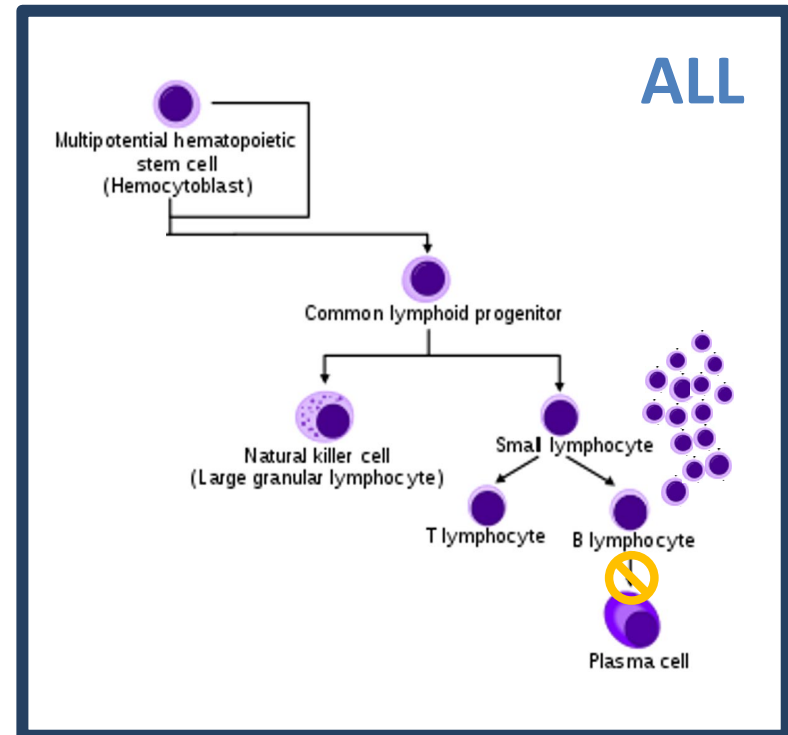 ALL
Multipotential hematopoietic
stem cell
(Hemocytoblast)
Common lymphoid progenitor
Natural killer cell
(Large granular lymphocyte)
Small lymphocyte
T lymphocyte
B lymphocyte
Plasma cell